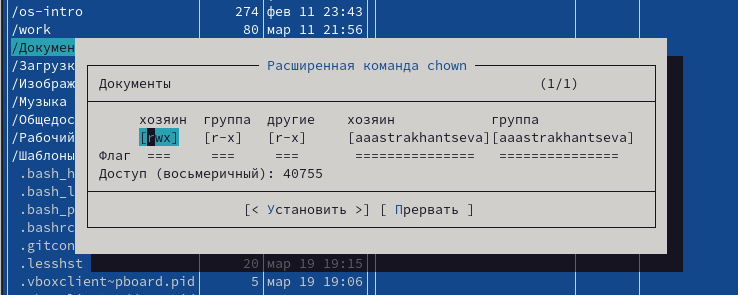 /os-intro 274 фев 11 23:43
/work 80 мар 11 21:56
/Докумен
Расширенная команда chown
/Загрузк
Документы (1/1)
/Изображ
/Музыка
хозяин группа другие хозяин группа
/Общедос
[rwx] [r-x] [r-x] [aaastrakhantseva][aaastrakhantseva]
/Рабочий
Флаг === === === =============== ===============
/Шаблоны
Доступ (восьмеричный): 40755
.bash_h
.bash_l
[< Установить >] [ Прервать ]
.bash_p
.bashrc
.gitcon
.lesshst 20 мар 19 19:15
.vboxclient~pboard.pid 5 мар 19 19:06